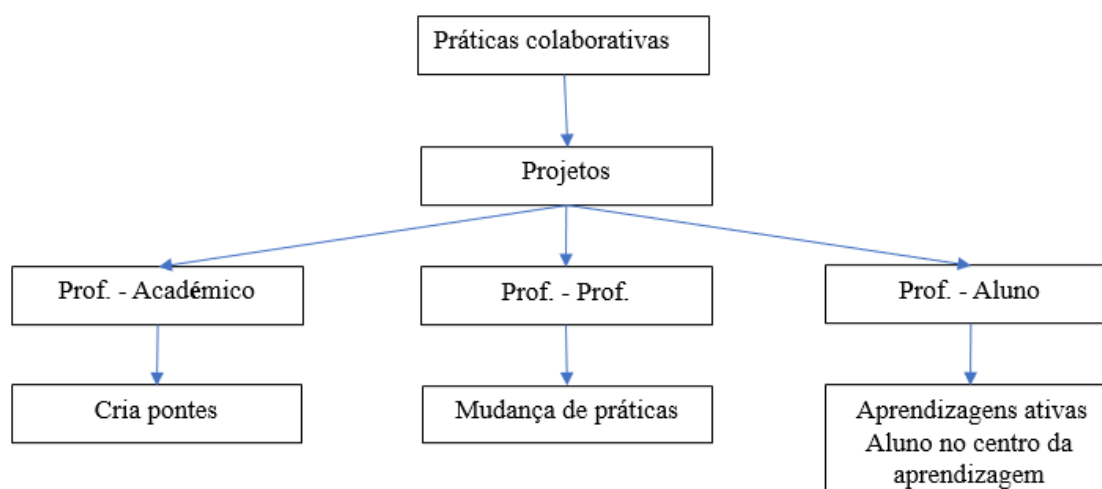 Práticas colaborativas
Projetos
Prof. - Académico
Prof. - Prof.
Prof. - Aluno
Cria pontes
Mudança de práticas
Aprendizagens ativas
Aluno no centro da
aprendizagem